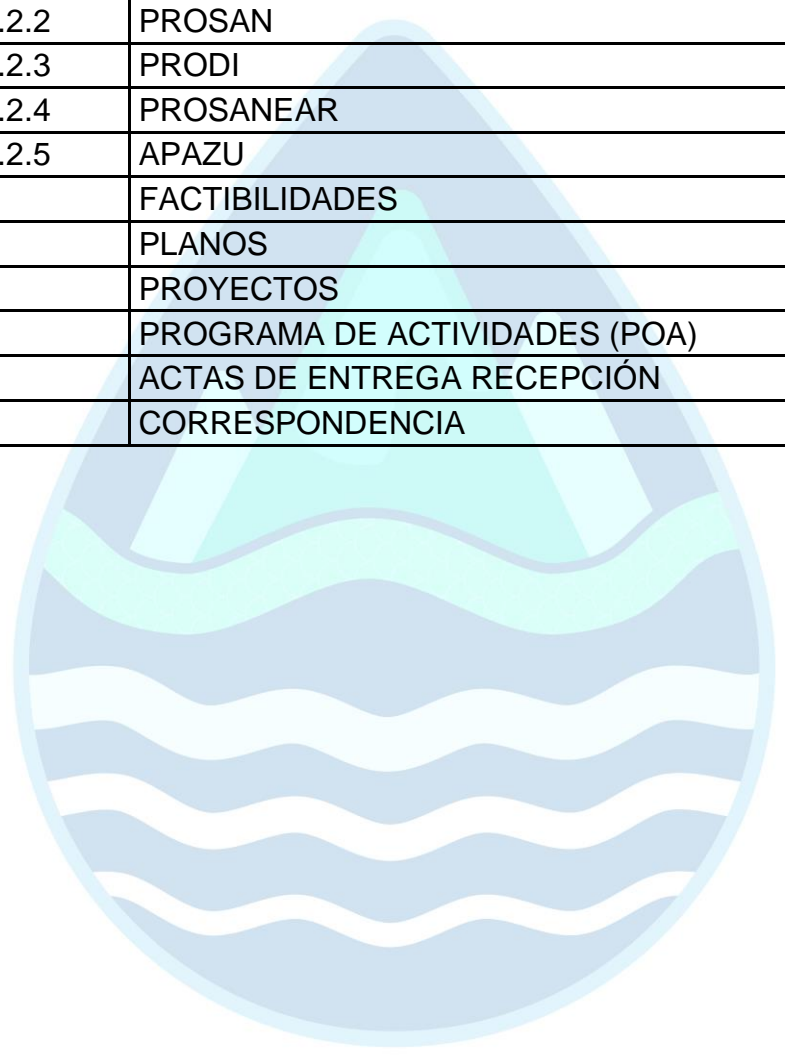 .2.2 PROSAN
.2.3 PRODI
.2.4 PROSANEAR
.2.5 APAZU
FACTIBILIDADES
PLANOS
PROYECTOS
PROGRAMA DE ACTIVIDADES (POA)
ACTAS DE ENTREGA RECEPCIÓN
CORRESPONDENCIA